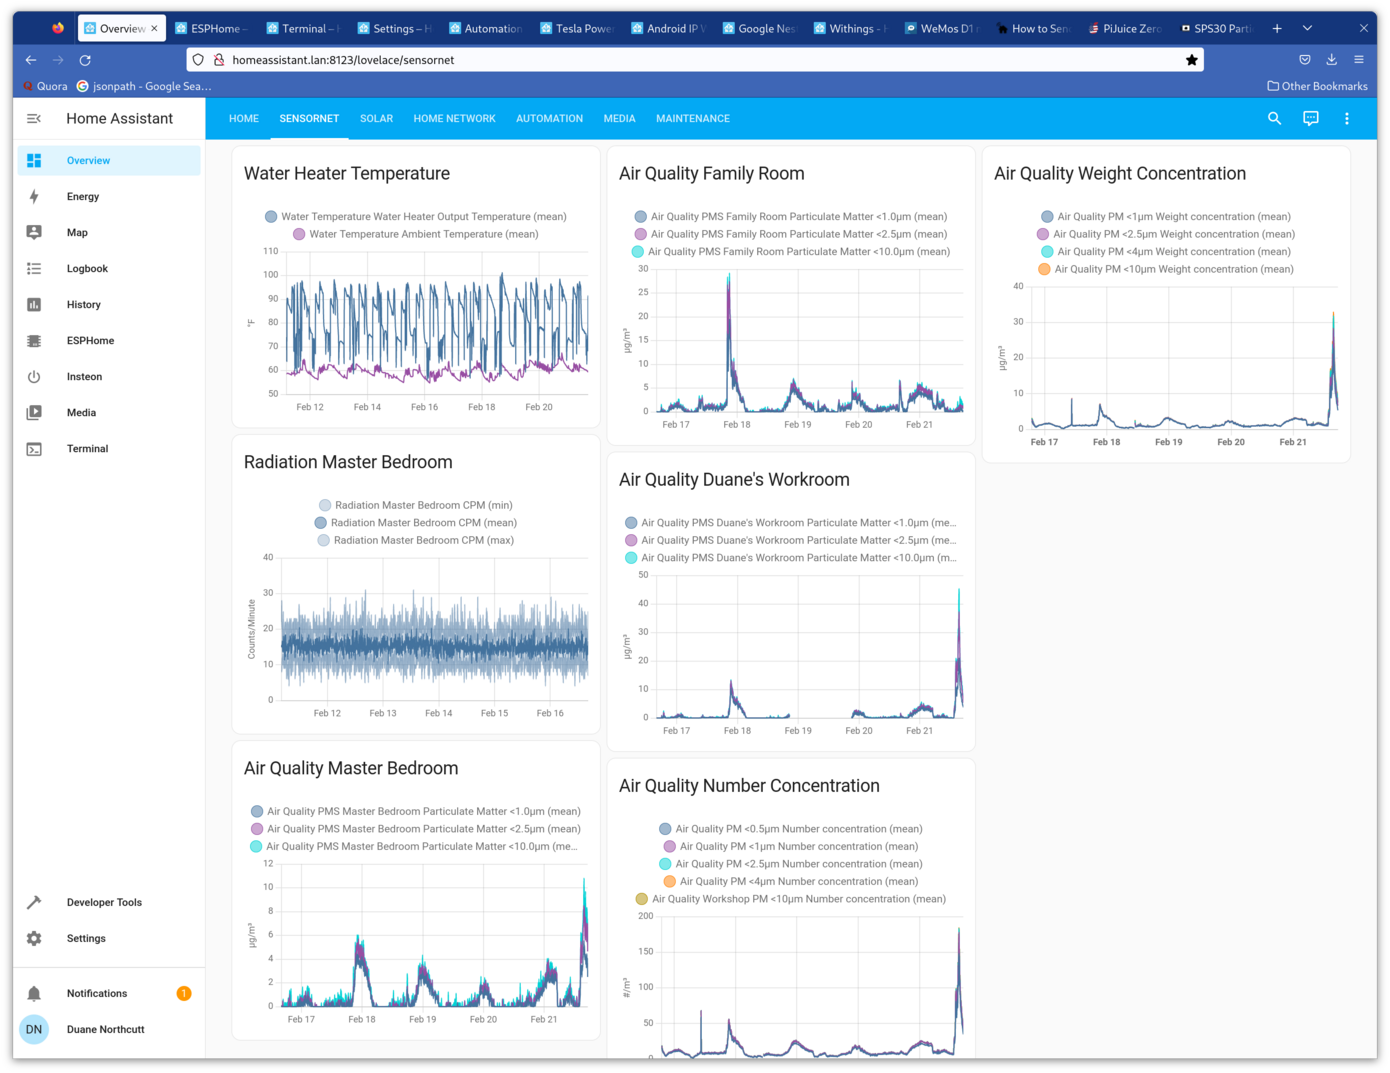 Overview
ESPHome –
Terminal – H
Settings – H
Automation
Tesla Power
Android IP W
Google Nest
Withings - H
WeMos D1
How to Sen
PiJuice Zero
SPS30 Parti
homeassistant.lan:8123/lovelace/sensornet
Quora
jsonpath - Google Sea...
Other Bookmarks
Home Assistant
HOME
SENSORNET
SOLAR
HOME NETWORK
AUTOMATION
MEDIA
MAINTENANCE
Overview
Energy
Map
Logbook
History
ESPHome
Insteon
Media
Terminal
Developer Tools
Settings
Notifications
1
DN
Duane Northcutt
Water Heater Temperature
Water Temperature Water Heater Output Temperature (mean)
Water Temperature Ambient Temperature (mean)
°F
110
100
90
80
70
60
50
Feb 12
Feb 14
Feb 16
Feb 18
Feb 20
Radiation Master Bedroom
Radiation Master Bedroom CPM (min)
Radiation Master Bedroom CPM (mean)
Radiation Master Bedroom CPM (max)
Counts/Minute
40
30
20
10
0
Feb 12
Feb 13
Feb 14
Feb 15
Feb 16
Air Quality Master Bedroom
Air Quality PMS Master Bedroom Particulate Matter <1.0µm (mean)
Air Quality PMS Master Bedroom Particulate Matter <2.5µm (mean)
Air Quality PMS Master Bedroom Particulate Matter <10.0µm (me...
µg/m³
12
10
8
6
4
2
0
Feb 17
Feb 18
Feb 19
Feb 20
Feb 21
Air Quality Family Room
Air Quality PMS Family Room Particulate Matter <1.0µm (mean)
Air Quality PMS Family Room Particulate Matter <2.5µm (mean)
Air Quality PMS Family Room Particulate Matter <10.0µm (mean)
µg/m³
30
25
20
15
10
5
0
Feb 17
Feb 18
Feb 19
Feb 20
Feb 21
Air Quality Duane's Workroom
Air Quality PMS Duane's Workroom Particulate Matter <1.0µm (me...
Air Quality PMS Duane's Workroom Particulate Matter <2.5µm (me...
Air Quality PMS Duane's Workroom Particulate Matter <10.0µm (m...
µg/m³
50
40
30
20
10
0
Feb 17
Feb 18
Feb 19
Feb 20
Feb 21
Air Quality Number Concentration
Air Quality PM <0.5µm Number concentration (mean)
Air Quality PM <1µm Number concentration (mean)
Air Quality PM <2.5µm Number concentration (mean)
Air Quality PM <4µm Number concentration (mean)
Air Quality Workshop PM <10µm Number concentration (mean)
#/m³
200
150
100
50
0
Air Quality Weight Concentration
Air Quality PM <1µm Weight concentration (mean)
Air Quality PM <2.5µm Weight concentration (mean)
Air Quality PM <4µm Weight concentration (mean)
Air Quality PM <10µm Weight concentration (mean)
µg/m³
40
30
20
10
0
Feb 17
Feb 18
Feb 19
Feb 20
Feb 21